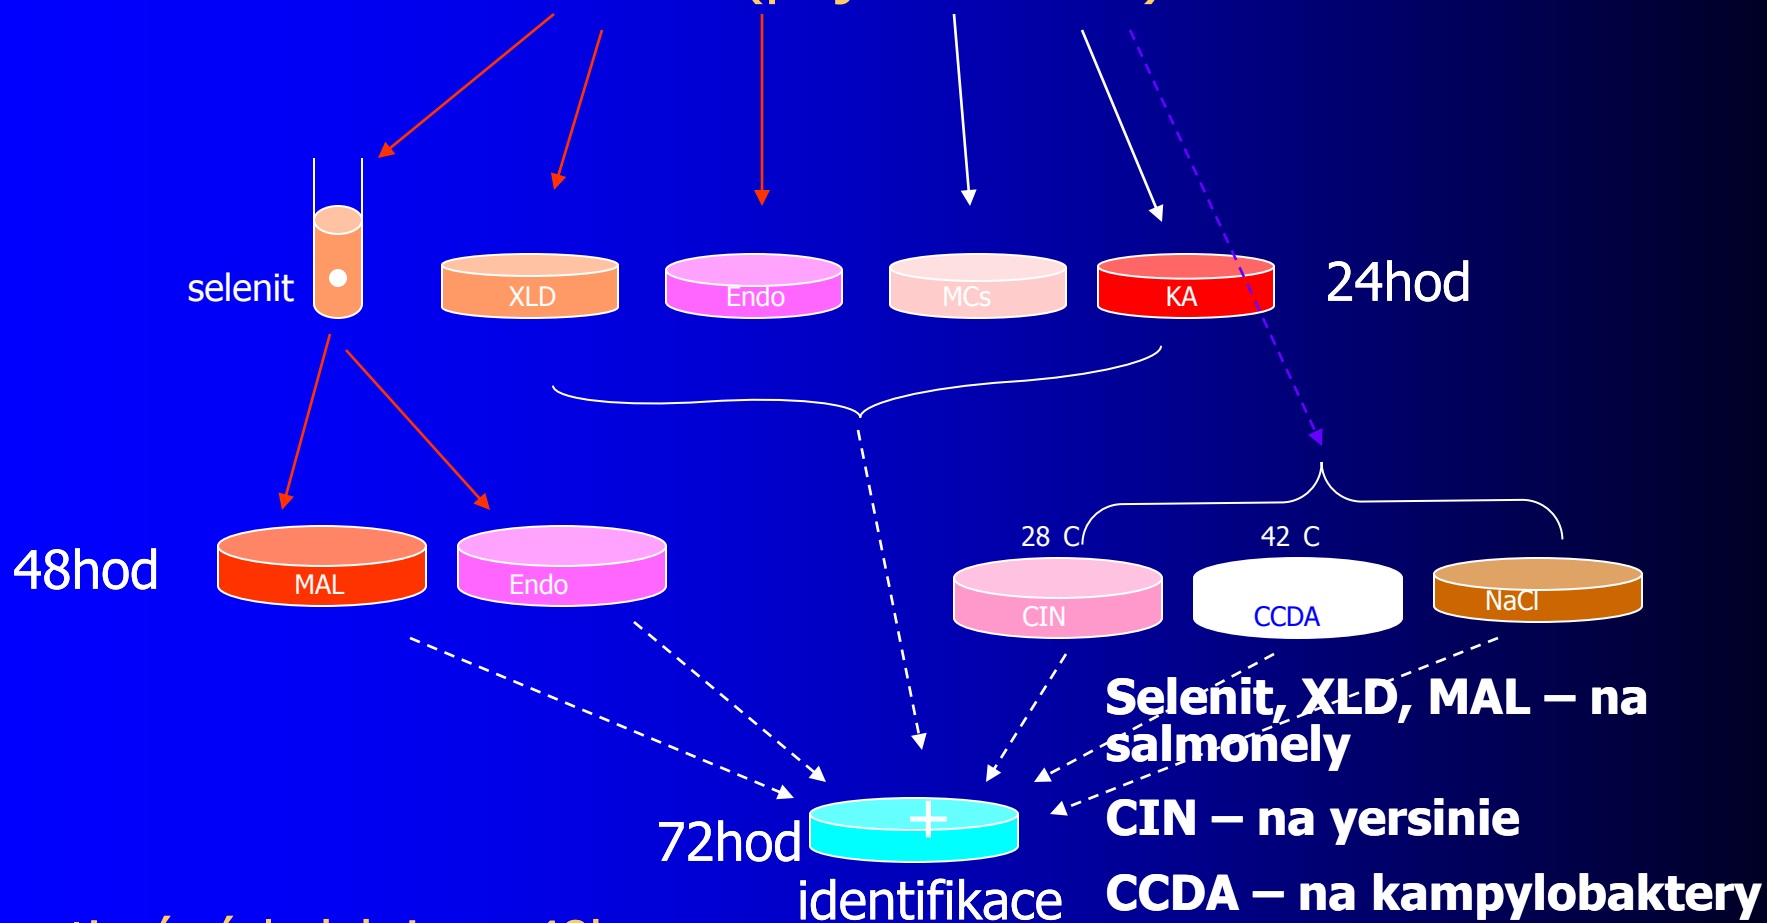 selenit
XLD
Endo
MCs
KA
24hod
28 C
42 C
48hod
MAL
Endo
CIN
CCDA
NaCl
Selenit, XLD, MAL – na
salmonely
CIN – na yersinie
72hod
+
identifikace
CCDA – na kampylobaktery